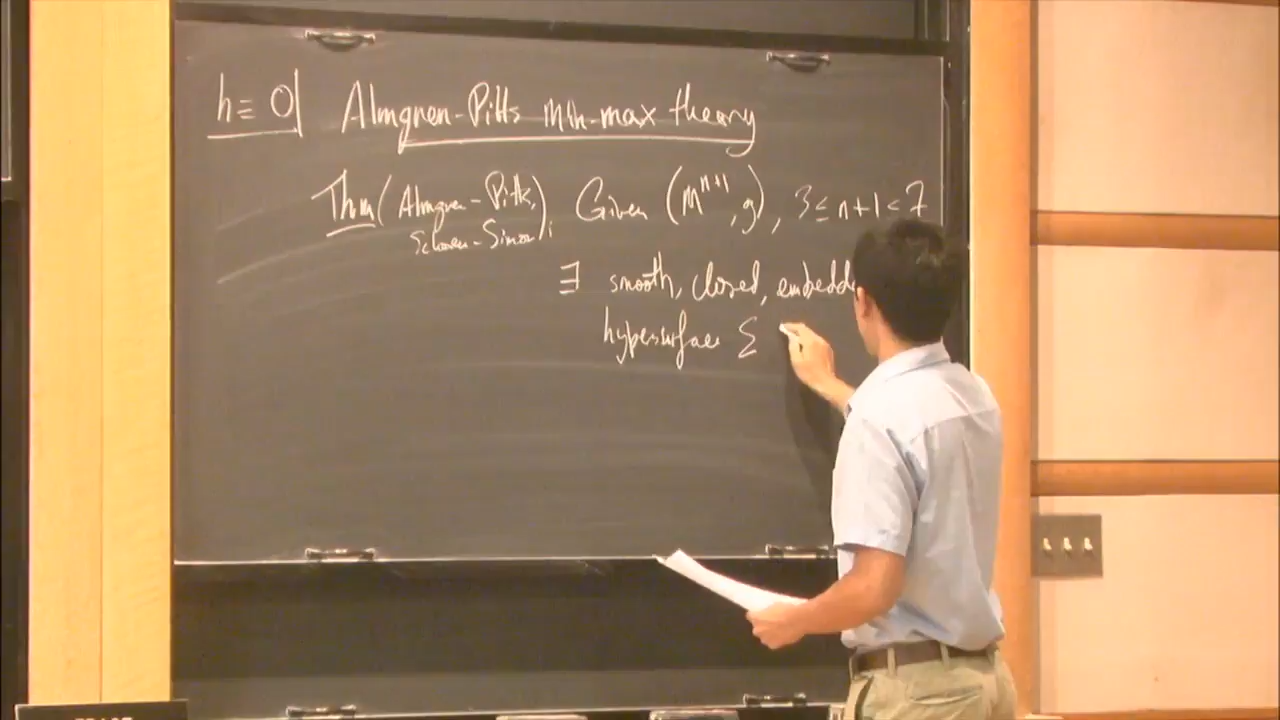 h≡0| Almgren-Pitts min-max theory
Thm (Almgren-Pitts, Given (M^{n+1}, g), 3 ≤ n+1 ≤ 7
Schoen-Simon):
∃ smooth, closed, embedde
hypersurface Σ